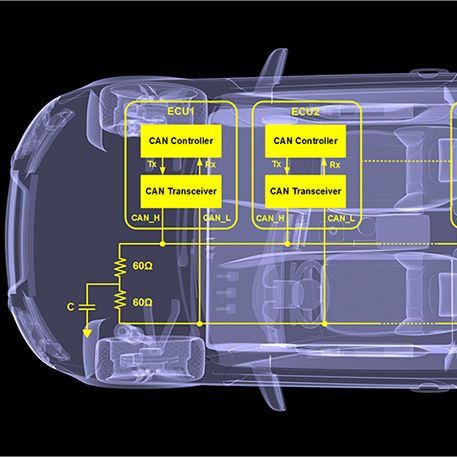 ECU1
ECU2
CAN Controller
CAN Controller
Tx
Rx
Tx
Rx
CAN Transceiver
CAN Transceiver
CAN_H
CAN_L
CAN_H
CAN_L
60Ω
C
60Ω